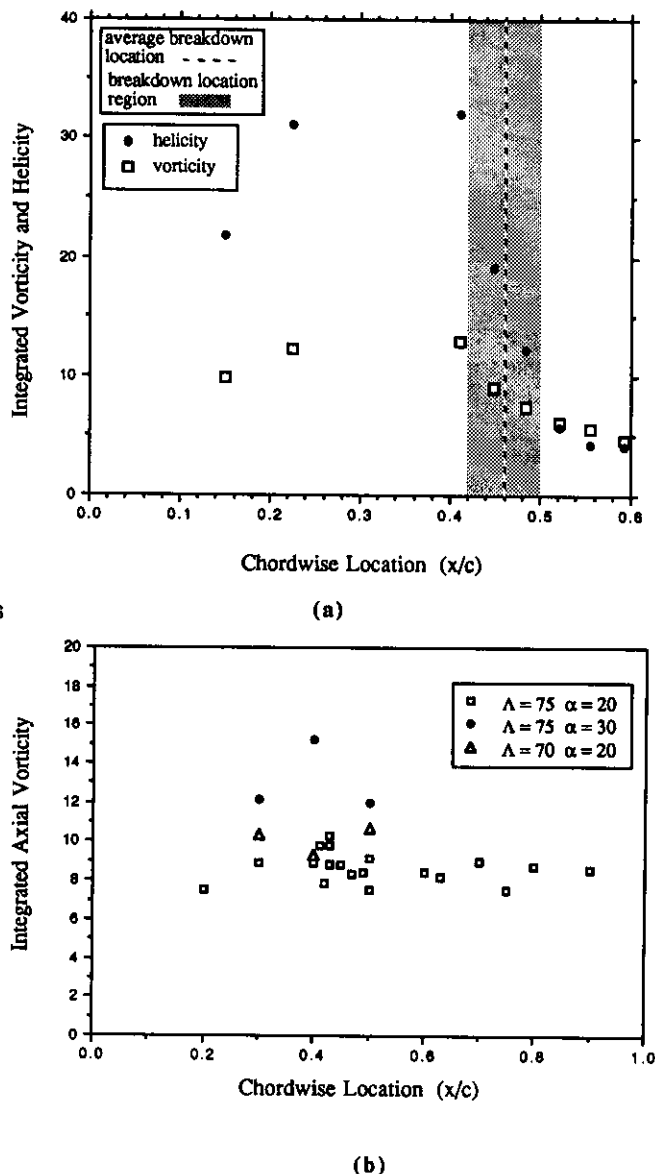 40
30
20
10
0
Integrated Vorticity and Helicity
average breakdown
location
breakdown location
region
helicity
vorticity
0.0 0.1 0.2 0.3 0.4 0.5 0.6
Chordwise Location (x/c)
s
(a)
20
18
16
14
12
10
8
6
4
2
0
Integrated Axial Vorticity
Λ = 75 α = 20
Λ = 75 α = 30
Λ = 70 α = 20
0.0 0.2 0.4 0.6 0.8 1.0
Chordwise Location (x/c)
(b)